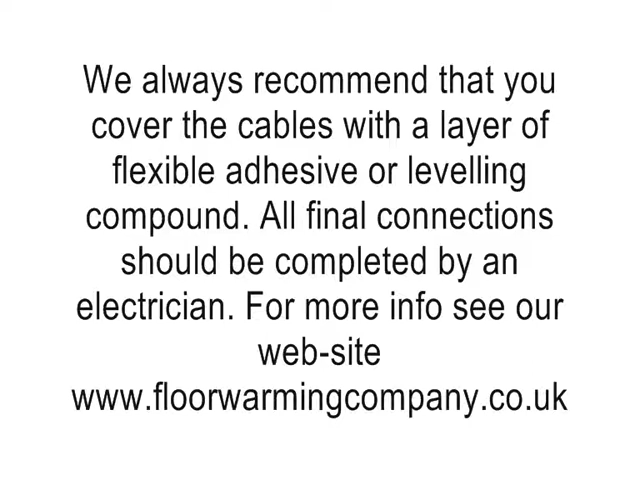 We always recommend that you
cover the cables with a layer of
flexible adhesive or levelling
compound. All final connections
should be completed by an
electrician. For more info see our
web-site
www.floorwarmingcompany.co.uk